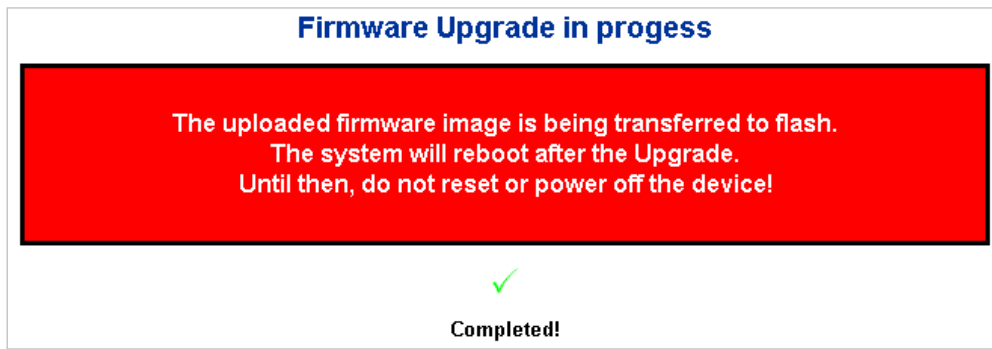 Firmware Upgrade in progess
The uploaded firmware image is being transferred to flash.
The system will reboot after the Upgrade.
Until then, do not reset or power off the device!
Completed!